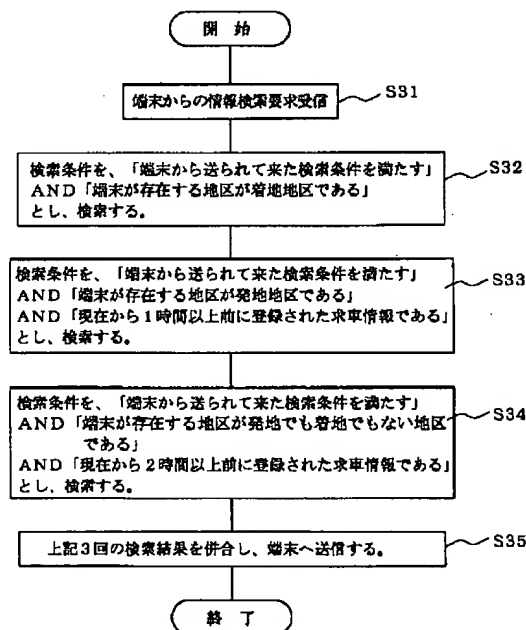 開 始
端末からの情報検索要求受信
S31
検索条件を、「端末から送られて来た検索条件を満たす」
AND「端末が存在する地区が着地地区である」
とし、検索する。
S32
検索条件を、「端末から送られて来た検索条件を満たす」
AND「端末が存在する地区が発地地区である」
AND「現在から1時間以上前に登録された求車情報である」
とし、検索する。
S33
検索条件を、「端末から送られて来た検索条件を満たす」
AND「端末が存在する地区が発地でも着地でもない地区
である」
AND「現在から2時間以上前に登録された求車情報である」
とし、検索する。
S34
上記3回の検索結果を併合し、端末へ送信する。
S35
終 了